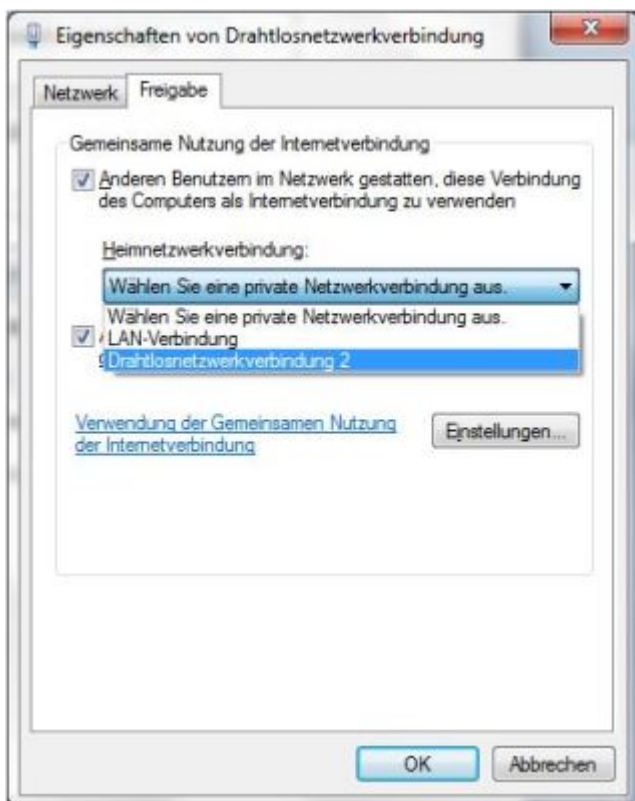 Eigenschaften von Drahtlosnetzwerkverbindung
Netzwerk
Freigabe
Gemeinsame Nutzung der Internetverbindung
Anderen Benutzern im Netzwerk gestatten, diese Verbindung
des Computers als Internetverbindung zu verwenden
Heimnetzwerkverbindung:
Wählen Sie eine private Netzwerkverbindung aus.
Wählen Sie eine private Netzwerkverbindung aus.
LAN-Verbindung
Drahtlosnetzwerkverbindung 2
Verwendung der Gemeinsamen Nutzung
der Internetverbindung
Einstellungen...
OK
Abbrechen